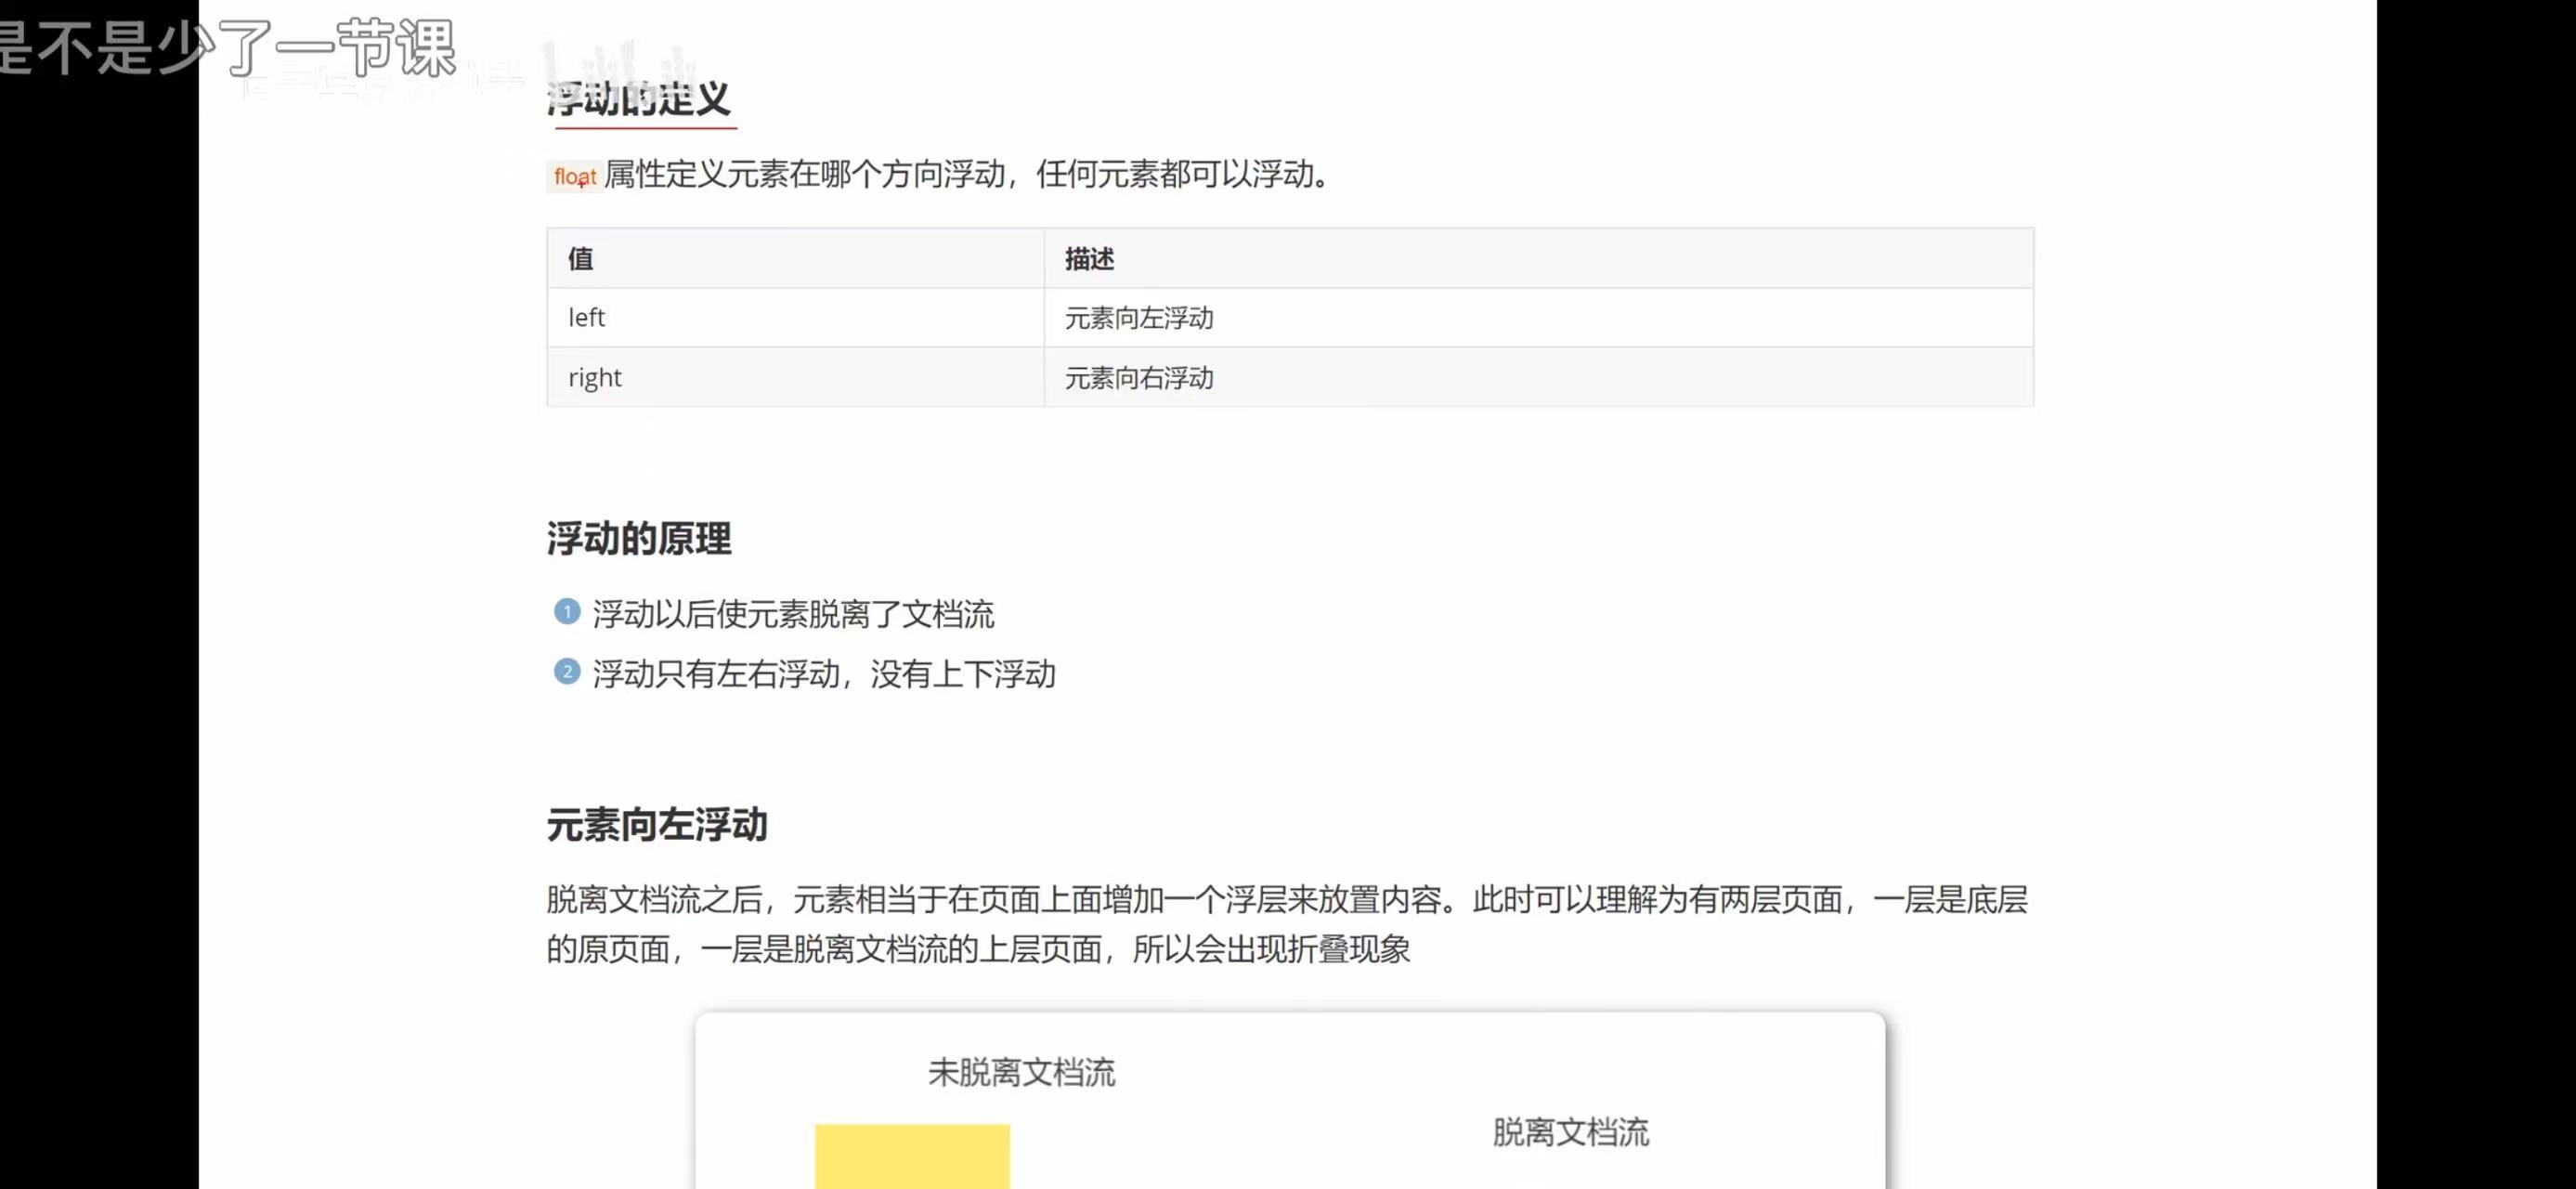 是不是少了一节课
浮动的定义
float属性定义元素在哪个方向浮动，任何元素都可以浮动。
值 描述
left 元素向左浮动
right 元素向右浮动
浮动的原理
1 浮动以后使元素脱离了文档流
2 浮动只有左右浮动，没有上下浮动
元素向左浮动
脱离文档流之后，元素相当于在页面上面增加一个浮层来放置内容。此时可以理解为有两层页面，一层是底层
的原页面，一层是脱离文档流的上层页面，所以会出现折叠现象
未脱离文档流
脱离文档流